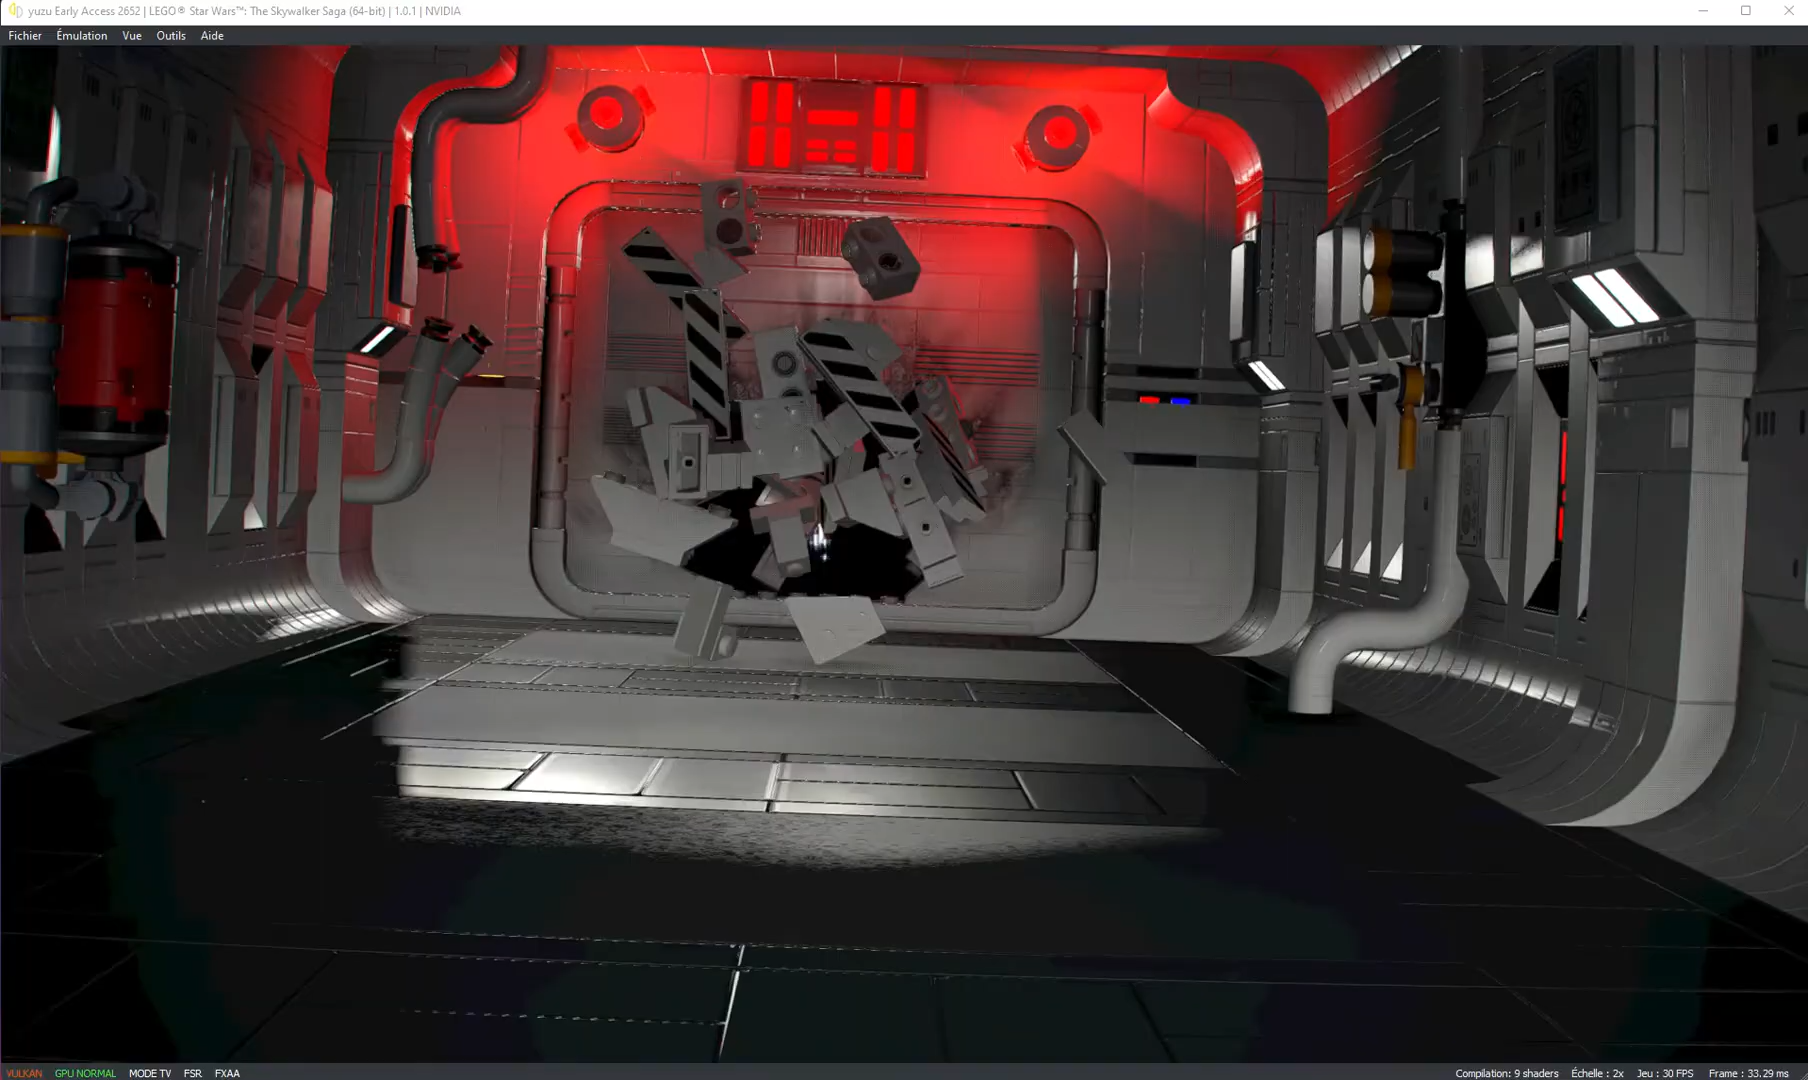 yuzu Early Access 2652 | LEGO® Star Wars™: The Skywalker Saga (64-bit) | 1.0.1 | NVIDIA
Fichier Émulation Vue Outils Aide
VULKAN GPU NORMAL MODE TV FSR FXAA Compilation: 9 shaders Échelle : 2x Jeu : 30 FPS Frame : 33.29 ms